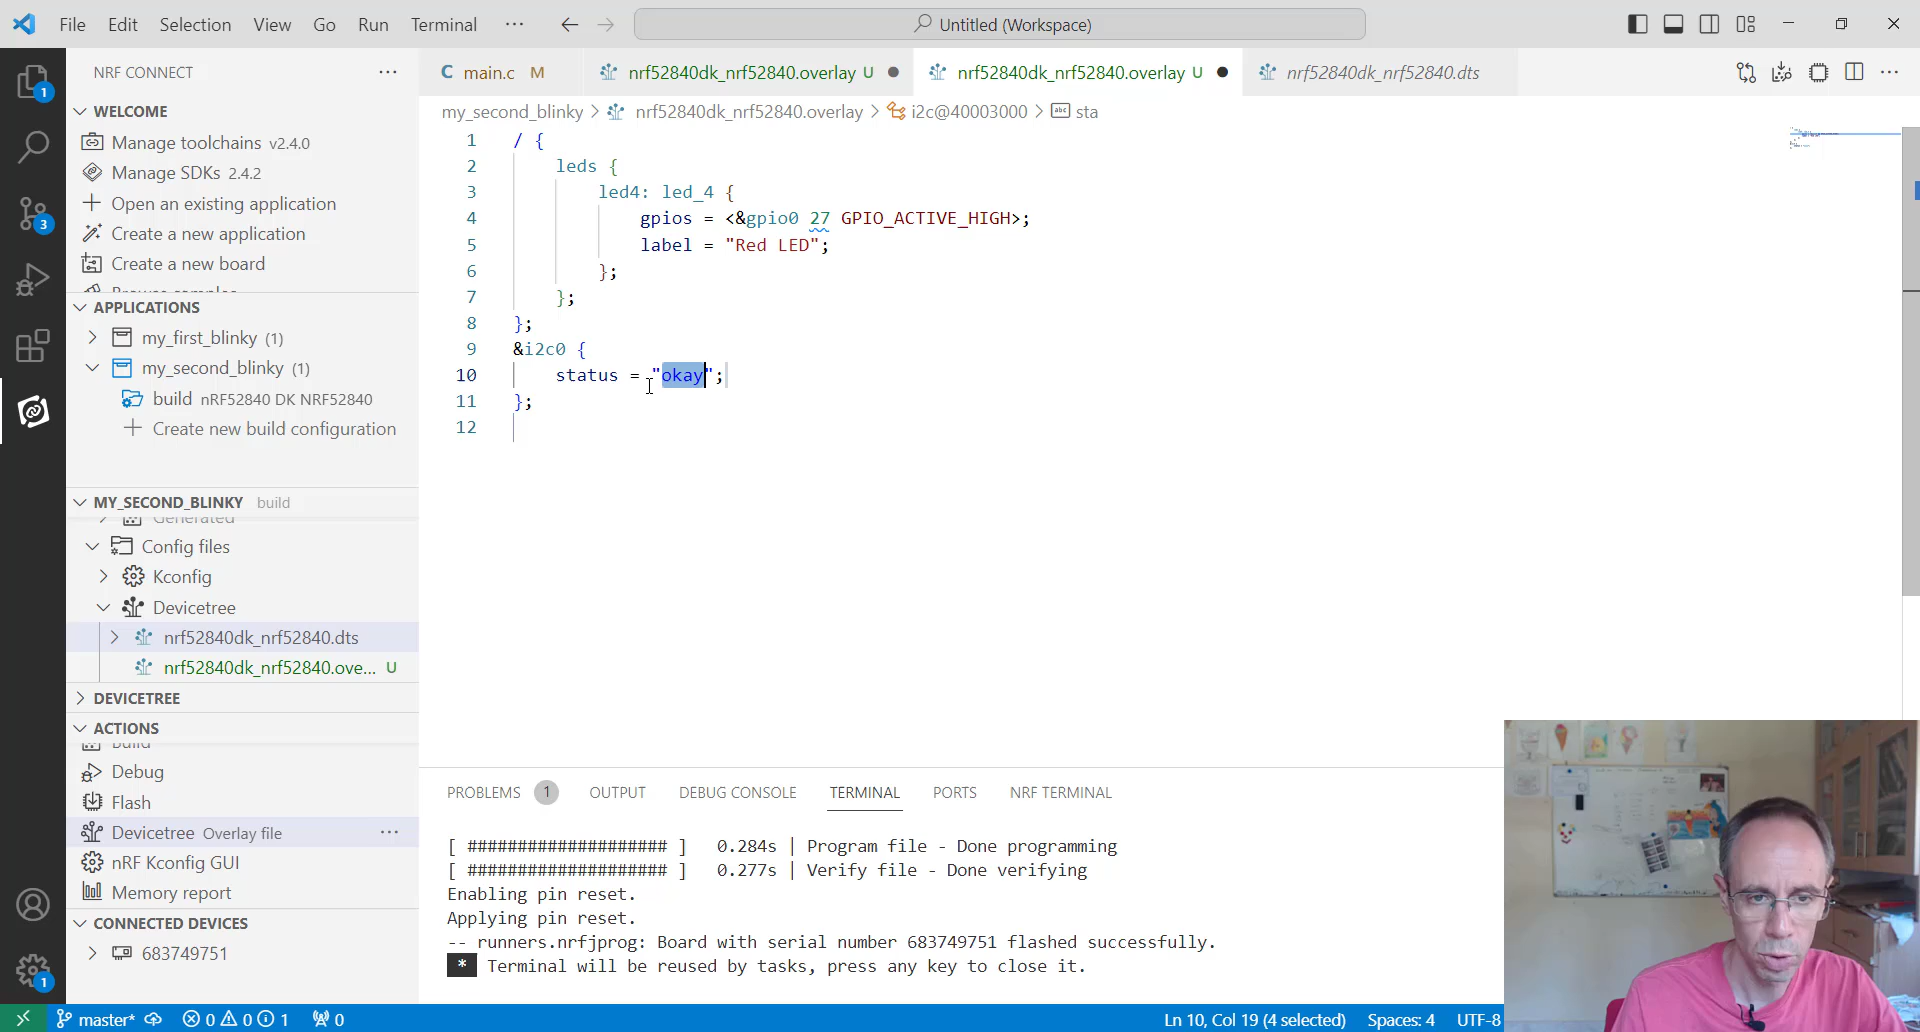 File Edit Selection View Go Run Terminal ··· Untitled (Workspace)
NRF CONNECT ···
WELCOME
Manage toolchains v2.4.0
Manage SDKs 2.4.2
Open an existing application
Create a new application
Create a new board
APPLICATIONS
my_first_blinky (1)
my_second_blinky (1)
build nRF52840 DK NRF52840
Create new build configuration
MY_SECOND_BLINKY build
Generated
Config files
Kconfig
Devicetree
nrf52840dk_nrf52840.dts
nrf52840dk_nrf52840.ove... U
DEVICETREE
ACTIONS
Build
Debug
Flash
Devicetree Overlay file ···
nRF Kconfig GUI
Memory report
CONNECTED DEVICES
683749751
C main.c M nrf52840dk_nrf52840.overlay U nrf52840dk_nrf52840.overlay U nrf52840dk_nrf52840.dts
my_second_blinky > nrf52840dk_nrf52840.overlay > i2c@40003000 > sta
1 / {
2 leds {
3 led4: led_4 {
4 gpios = <&gpio0 27 GPIO_ACTIVE_HIGH>;
5 label = "Red LED";
6 };
7 };
8 };
9 &i2c0 {
10 status = "okay";
11 };
12
PROBLEMS 1 OUTPUT DEBUG CONSOLE TERMINAL PORTS NRF TERMINAL
[ #################### ] 0.284s | Program file - Done programming
[ #################### ] 0.277s | Verify file - Done verifying
Enabling pin reset.
Applying pin reset.
-- runners.nrfjprog: Board with serial number 683749751 flashed successfully.
* Terminal will be reused by tasks, press any key to close it.
1
3
1
master* 0 0 1 0 Ln 10, Col 19 (4 selected) Spaces: 4 UTF-8